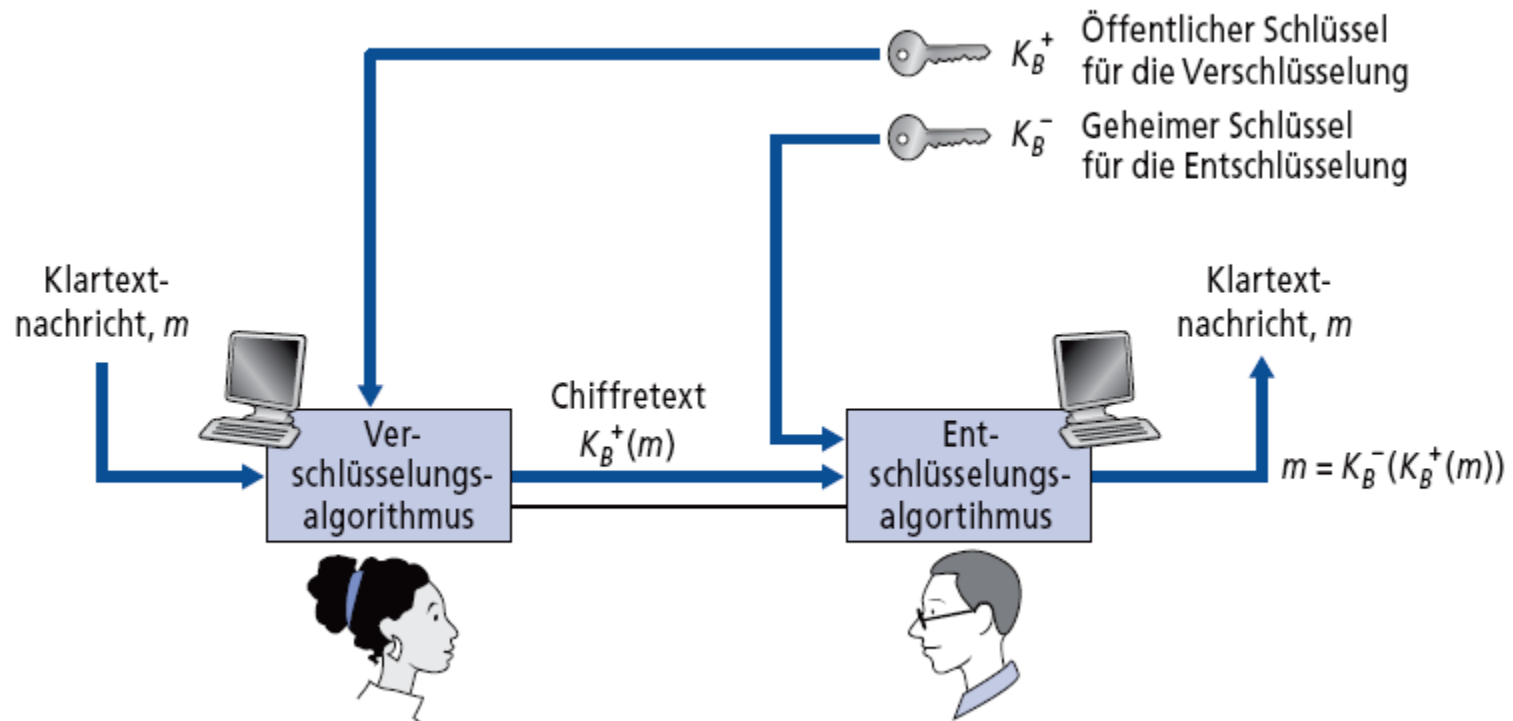 K_B^+ Öffentlicher Schlüssel
für die Verschlüsselung
K_B^- Geheimer Schlüssel
für die Entschlüsselung
Klartext-
nachricht, m
Klartext-
nachricht, m
Chiffretext
K_B^+(m)
Ver-
schlüsselungs-
algorithmus
Ent-
schlüsselungs-
algortihmus
m = K_B^-(K_B^+(m))